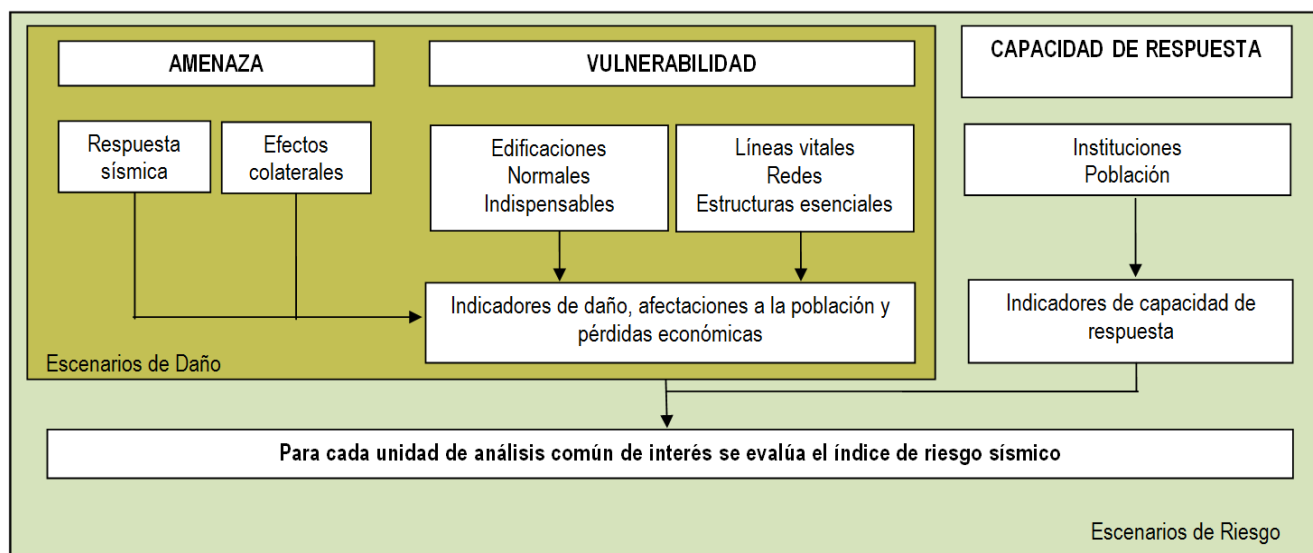 AMENAZA
VULNERABILIDAD
CAPACIDAD DE RESPUESTA
Respuesta
sísmica
Efectos
colaterales
Edificaciones
Normales
Indispensables
Líneas vitales
Redes
Estructuras esenciales
Instituciones
Población
Indicadores de daño, afectaciones a la población y
pérdidas económicas
Indicadores de capacidad de
respuesta
Escenarios de Daño
Para cada unidad de análisis común de interés se evalúa el índice de riesgo sísmico
Escenarios de Riesgo